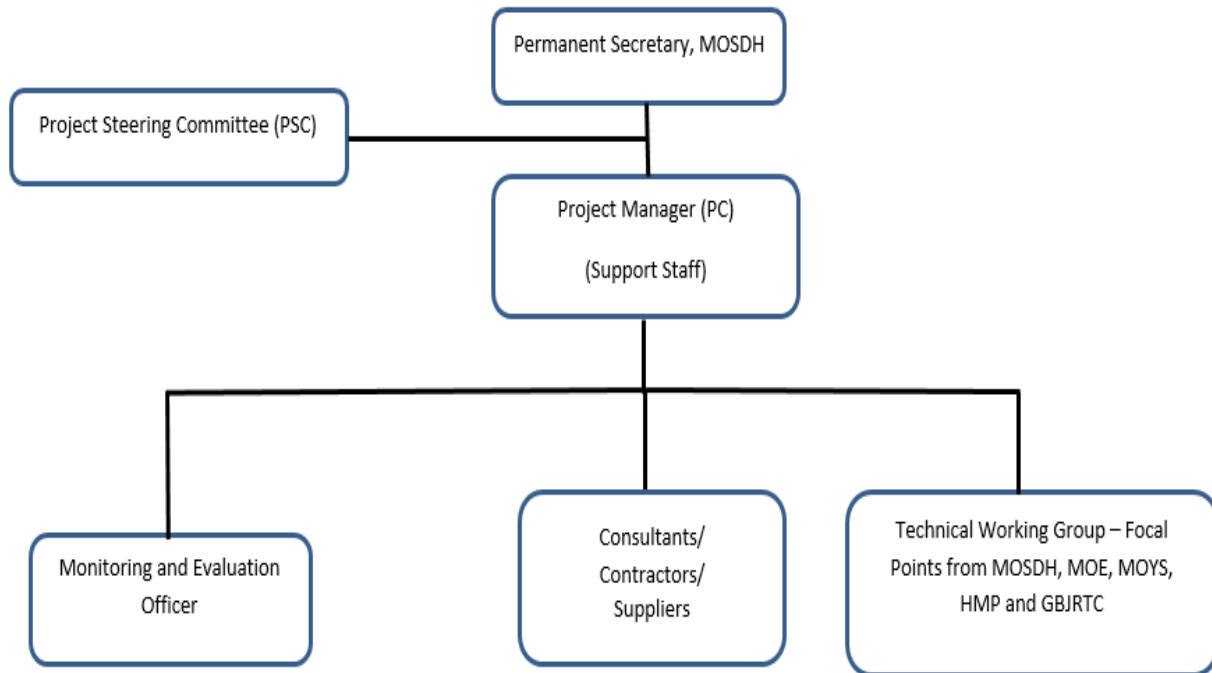 Permanent Secretary, MOSDH
Project Steering Committee (PSC)
Project Manager (PC)
(Support Staff)
Monitoring and Evaluation
Officer
Consultants/
Contractors/
Suppliers
Technical Working Group – Focal
Points from MOSDH, MOE, MOYS,
HMP and GBJRTC